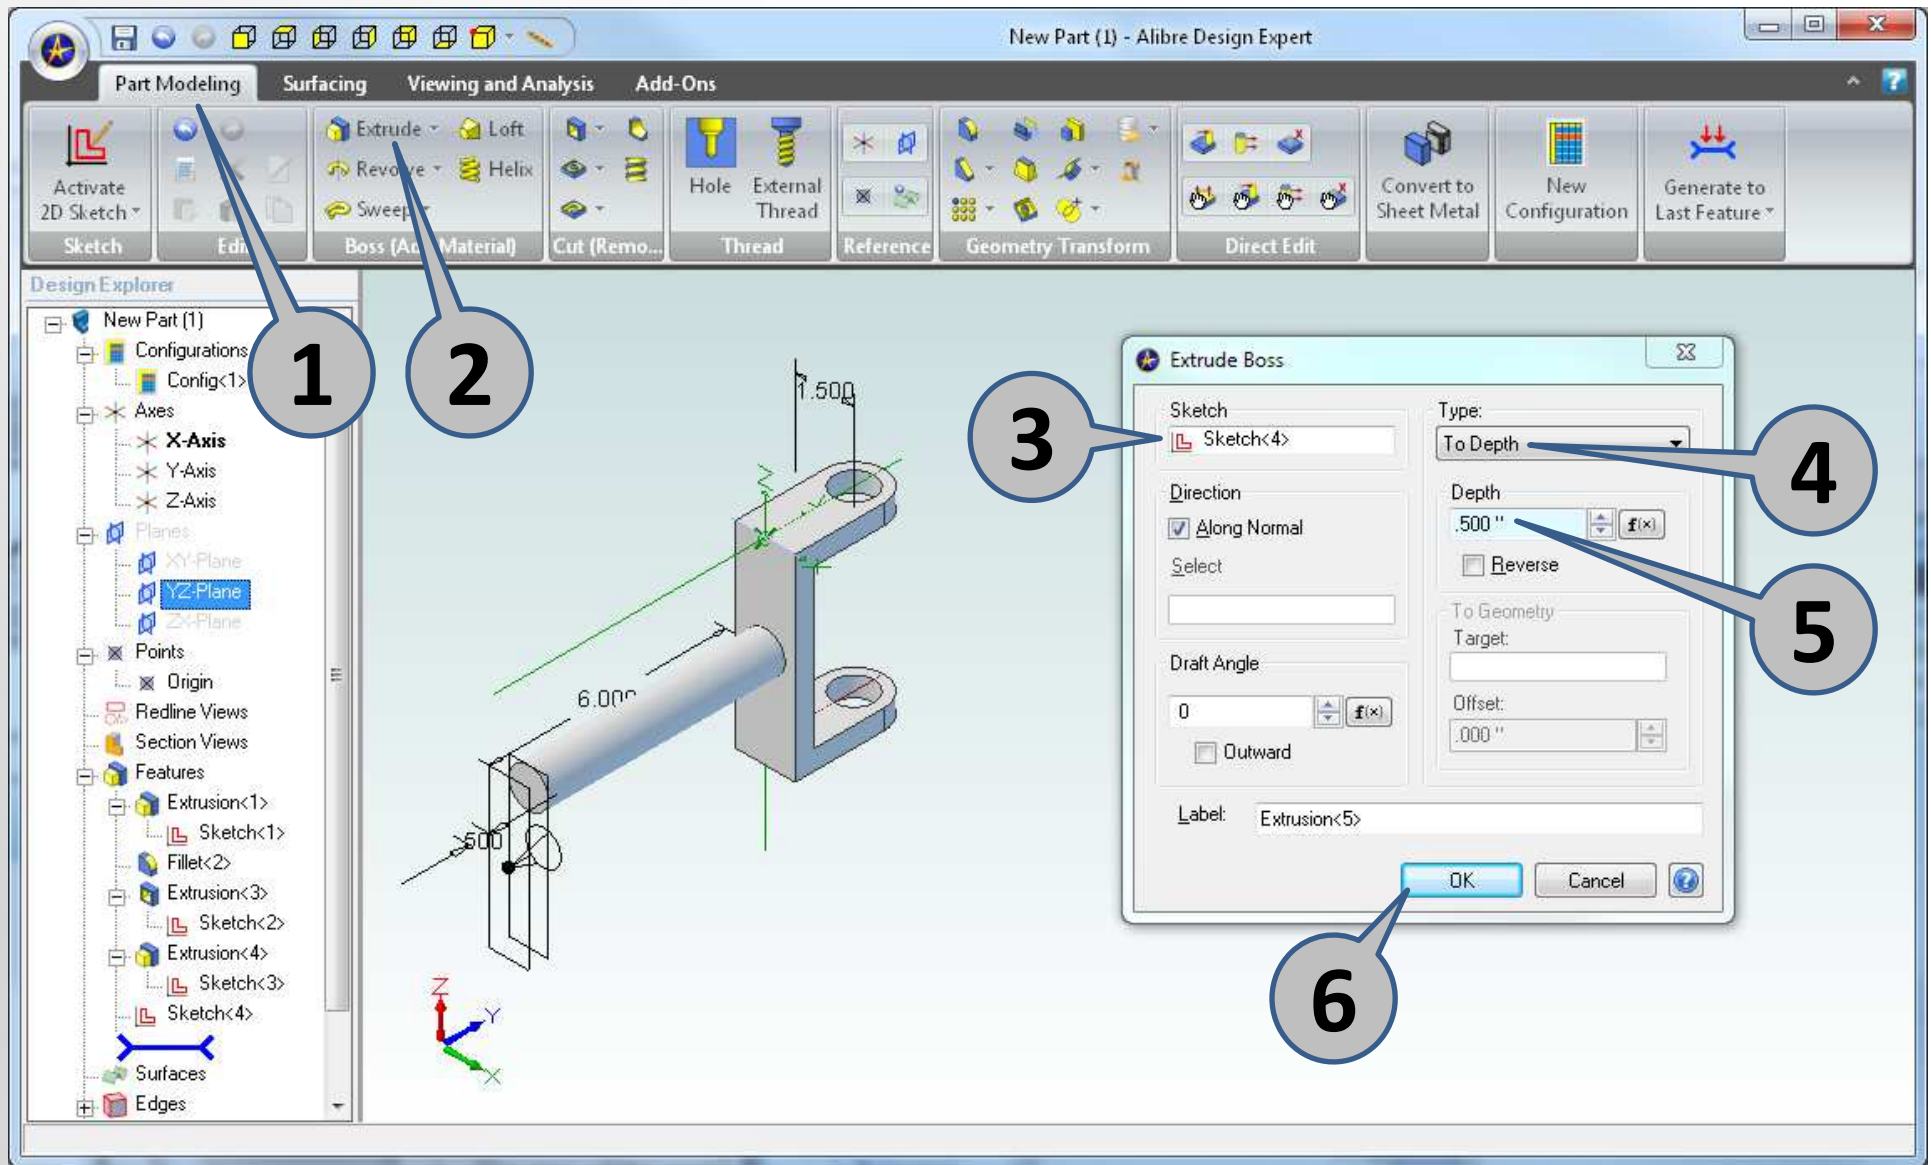 New Part (1) - Alibre Design Expert
Part Modeling Surfacing Viewing and Analysis Add-Ons
Activate
2D Sketch
Sketch
Extrude Loft
Revolve Helix
Sweep
Boss (Add Material)
Cut (Remo...
Hole
External
Thread
Thread
Reference
Geometry Transform
Direct Edit
Convert to
Sheet Metal
New
Configuration
Generate to
Last Feature
Design Explorer
New Part (1)
Configurations
Config<1>
Axes
X-Axis
Y-Axis
Z-Axis
Planes
XY-Plane
YZ-Plane
ZX-Plane
Points
Origin
Redline Views
Section Views
Features
Extrusion<1>
Sketch<1>
Fillet<2>
Extrusion<3>
Sketch<2>
Extrusion<4>
Sketch<3>
Sketch<4>
Surfaces
Edges
1
2
1.500
Z
Y
X
Extrude Boss
3
Sketch
Sketch<4>
Direction
Along Normal
Select
Draft Angle
0
f(x)
Outward
Type:
To Depth
4
Depth
.500 "
f(x)
Reverse
5
To Geometry
Target:
Offset:
.000 "
Label: Extrusion<5>
OK Cancel
6